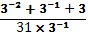 3⁻² + 3⁻¹ + 3
31 × 3⁻¹